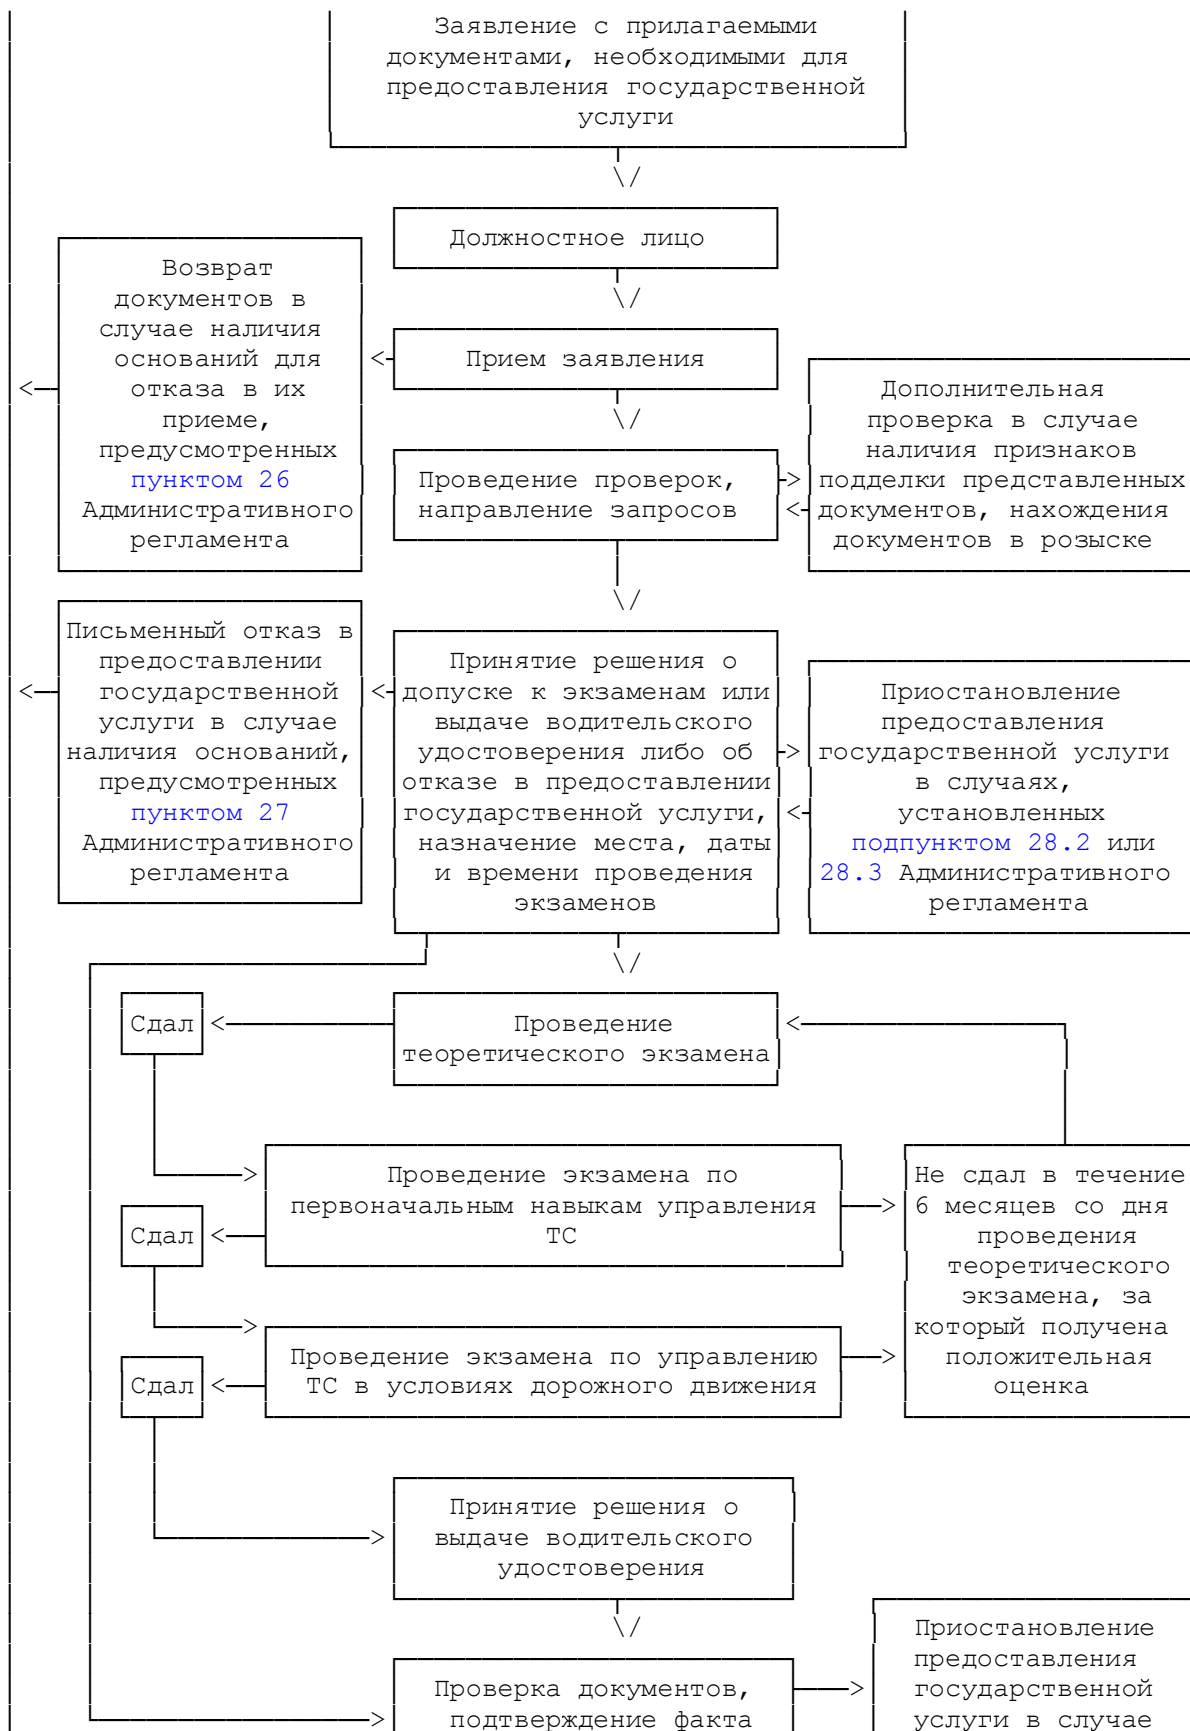 Заявление с прилагаемыми
документами, необходимыми для
предоставления государственной
услуги
Должностное лицо
Возврат
документов в
случае наличия
оснований для
отказа в их
приеме,
предусмотренных
пунктом 26
Административного
регламента
Прием заявления
Проведение проверок,
направление запросов
Дополнительная
проверка в случае
наличия признаков
подделки представленных
документов, нахождения
документов в розыске
Письменный отказ в
предоставлении
государственной
услуги в случае
наличия оснований,
предусмотренных
пунктом 27
Административного
регламента
Принятие решения о
допуске к экзаменам или
выдаче водительского
удостоверения либо об
отказе в предоставлении
государственной услуги,
назначение места, даты
и времени проведения
экзаменов
Приостановление
предоставления
государственной услуги
в случаях,
установленных
подпунктом 28.2 или
28.3 Административного
регламента
Сдал
Проведение
теоретического экзамена
Проведение экзамена по
первоначальным навыкам управления
ТС
Сдал
Не сдал в течение
6 месяцев со дня
проведения
теоретического
экзамена, за
который получена
положительная
оценка
Проведение экзамена по управлению
ТС в условиях дорожного движения
Сдал
Принятие решения о
выдаче водительского
удостоверения
Проверка документов,
подтверждение факта
Приостановление
предоставления
государственной
услуги в случае